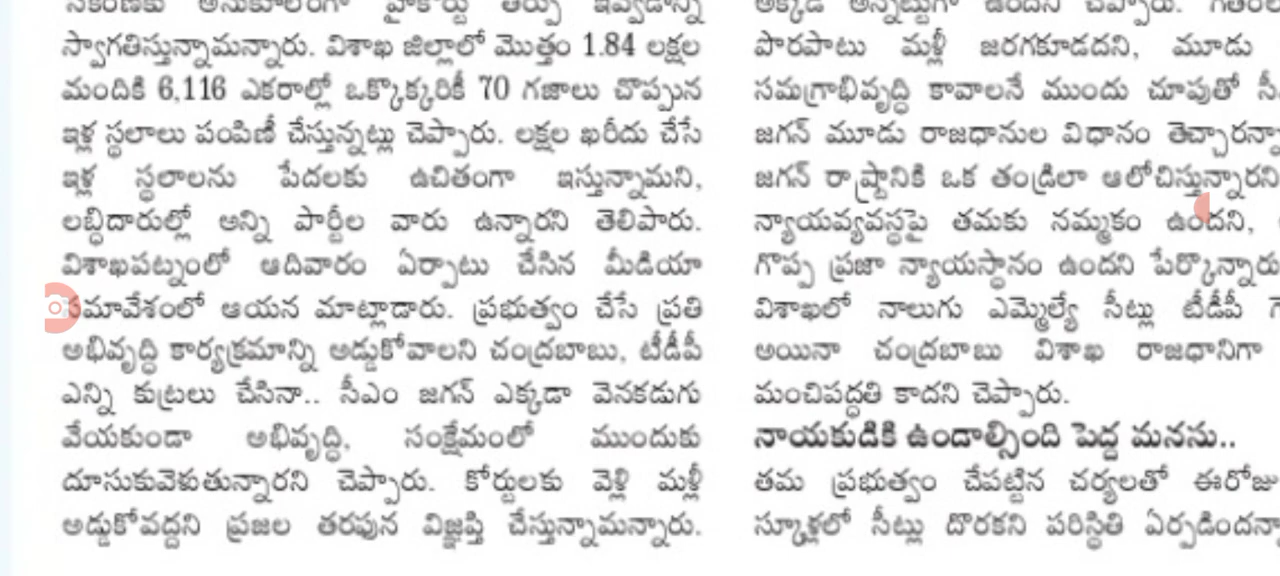 స్వాగతిస్తున్నామన్నారు. విశాఖ జిల్లాలో మొత్తం 1.84 లక్షల
మందికి 6,116 ఎకరాల్లో ఒక్కొక్కరికీ 70 గజాలు చొప్పున
ఇళ్ల స్థలాలు పంపిణీ చేస్తున్నట్లు చెప్పారు. లక్షల ఖరీదు చేసే
ఇళ్ల స్థలాలను పేదలకు ఉచితంగా ఇస్తున్నామని,
లబ్ధిదారుల్లో అన్ని పార్టీల వారు ఉన్నారని తెలిపారు.
విశాఖపట్నంలో ఆదివారం ఏర్పాటు చేసిన మీడియా
సమావేశంలో ఆయన మాట్లాడారు. ప్రభుత్వం చేసే ప్రతి
అభివృద్ధి కార్యక్రమాన్ని అడ్డుకోవాలని చంద్రబాబు, టీడీపీ
ఎన్ని కుట్రలు చేసినా.. సీఎం జగన్ ఎక్కడా వెనకడుగు
వేయకుండా అభివృద్ధి, సంక్షేమంలో ముందుకు
దూసుకువెళుతున్నారని చెప్పారు. కోర్టులకు వెళ్లి మళ్లీ
అడ్డుకోవద్దని ప్రజల తరఫున విజ్ఞప్తి చేస్తున్నామన్నారు.
పొరపాటు మళ్లీ జరగకూడదని, మూడు
సమగ్రాభివృద్ధి కావాలనే ముందు చూపుతో
జగన్ మూడు రాజధానుల విధానం
జగన్ రాష్ట్రానికి ఒక తండ్రిలా ఆలోచిస్తున్నారని
న్యాయవ్యవస్థపై తమకు నమ్మకం ఉందని,
గొప్ప ప్రజా న్యాయస్థానం ఉందని పేర్కొన్నారు
విశాఖలో నాలుగు ఎమ్మెల్యే సీట్లు టీడీపీ
అయినా చంద్రబాబు విశాఖ రాజధానిగా
మంచిపద్ధతి కాదని చెప్పారు.
నాయకుడికి ఉండాల్సింది పెద్ద మనసు..
తమ ప్రభుత్వం చేపట్టిన చర్యలతో ఈరోజు
స్కూళ్లలో సీట్లు దొరకని పరిస్థితి